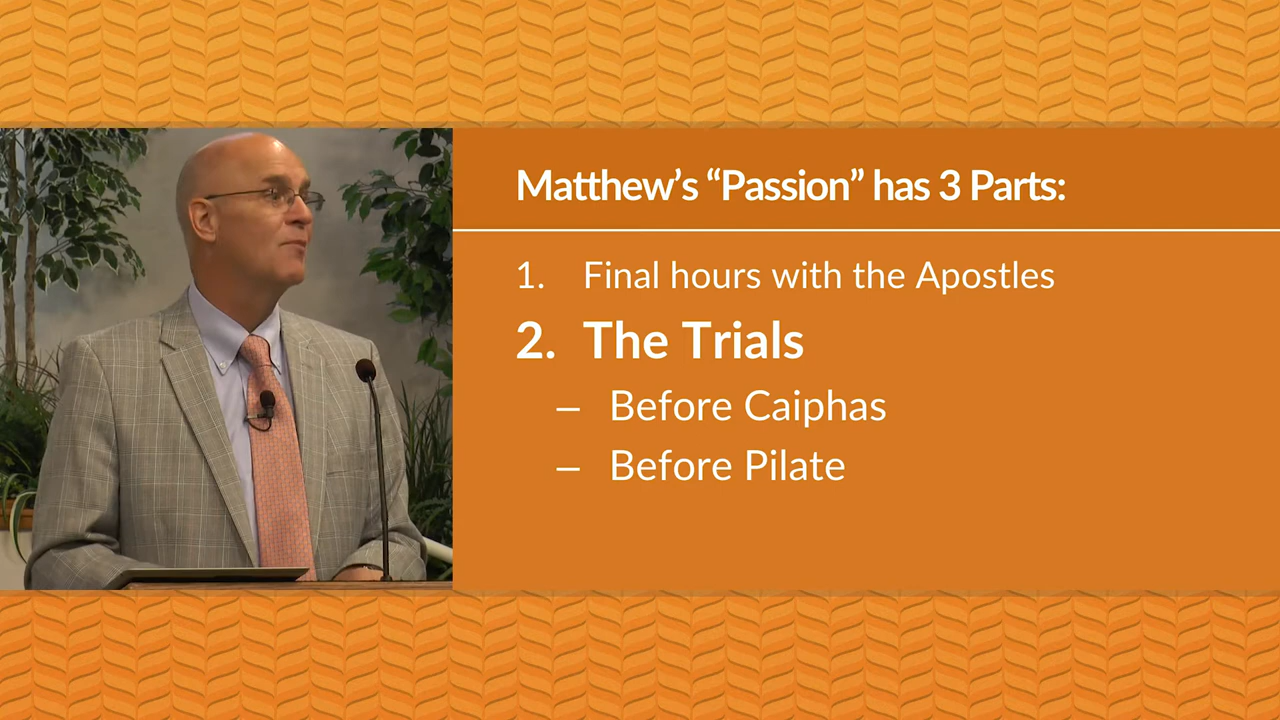 Matthew’s “Passion” has 3 Parts:
1. Final hours with the Apostles
2. The Trials
– Before Caiphas
– Before Pilate